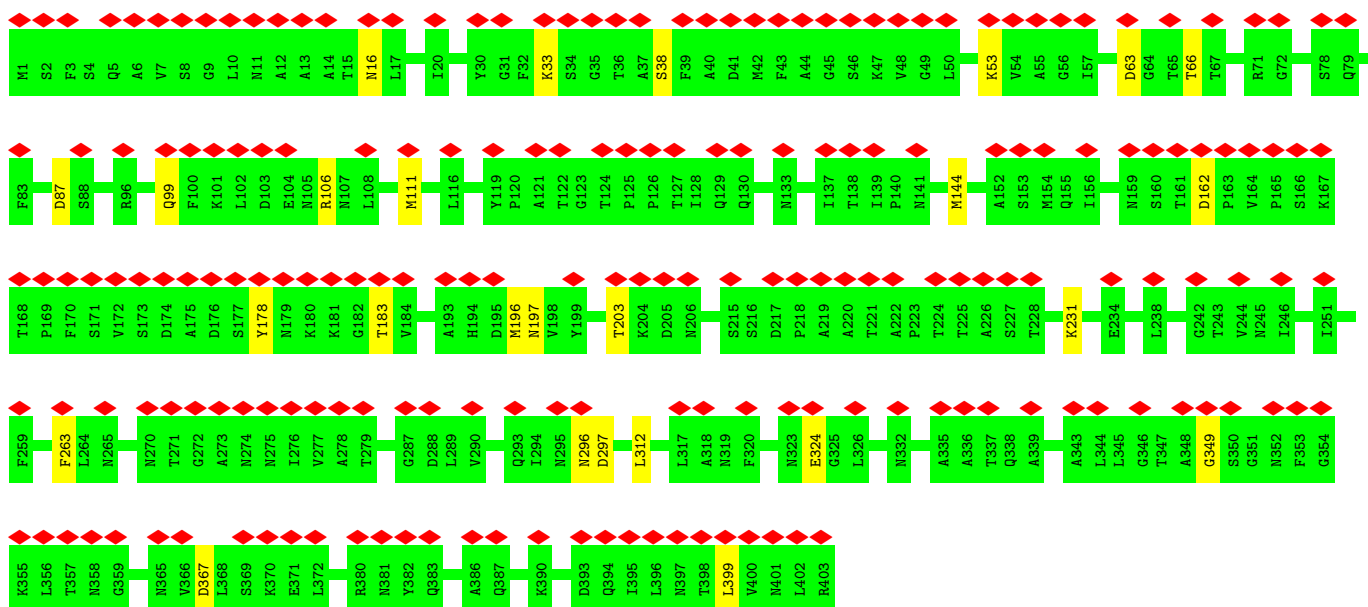 M1 S2 F3 S4 Q5 A6 V7 S8 G9 L10 N11 A12 A13 A14 T15 N16 L17 I20 Y30 G31 F32 K33 S34 G35 T36 A37 S38 F39 A40 D41 M42 F43 A44 G45 S46 K47 V48 G49 L50 K53 V54 A55 G56 I57 D63 G64 T65 T66 T67 R71 G72 S78 Q79
F83 D87 S88 R96 Q99 F100 K101 L102 D103 E104 N105 R106 N107 L108 M111 L116 Y119 P120 A121 T122 G123 T124 P125 P126 T127 I128 Q129 Q130 N133 I137 T138 I139 P140 N141 M144 A152 S153 M154 Q155 I156 N159 S160 T161 D162 P163 V164 P165 S166 K167
T168 P169 F170 S171 V172 S173 D174 A175 D176 S177 Y178 N179 K180 K181 G182 T183 V184 A193 H194 D195 M196 N197 V198 Y199 T203 K204 D205 N206 S215 S216 D217 P218 A219 A220 T221 A222 P223 T224 T225 A226 S227 T228 K231 E234 L238 G242 T243 V244 N245 I246 I251
F259 F263 L264 N265 N270 T271 G272 A273 N274 N275 I276 V277 A278 T279 G287 D288 L289 V290 Q293 I294 N295 N296 D297 L312 L317 A318 N319 F320 N323 E324 G325 L326 N332 A335 A336 T337 Q338 A339 A343 L344 L345 G346 T347 A348 G349 S350 G351 N352 F353 G354
K355 L356 T357 N358 G359 N365 V366 D367 L368 S369 K370 E371 L372 R380 N381 Y382 Q383 A386 Q387 K390 D393 Q394 I395 L396 N397 T398 L399 V400 N401 L402 R403